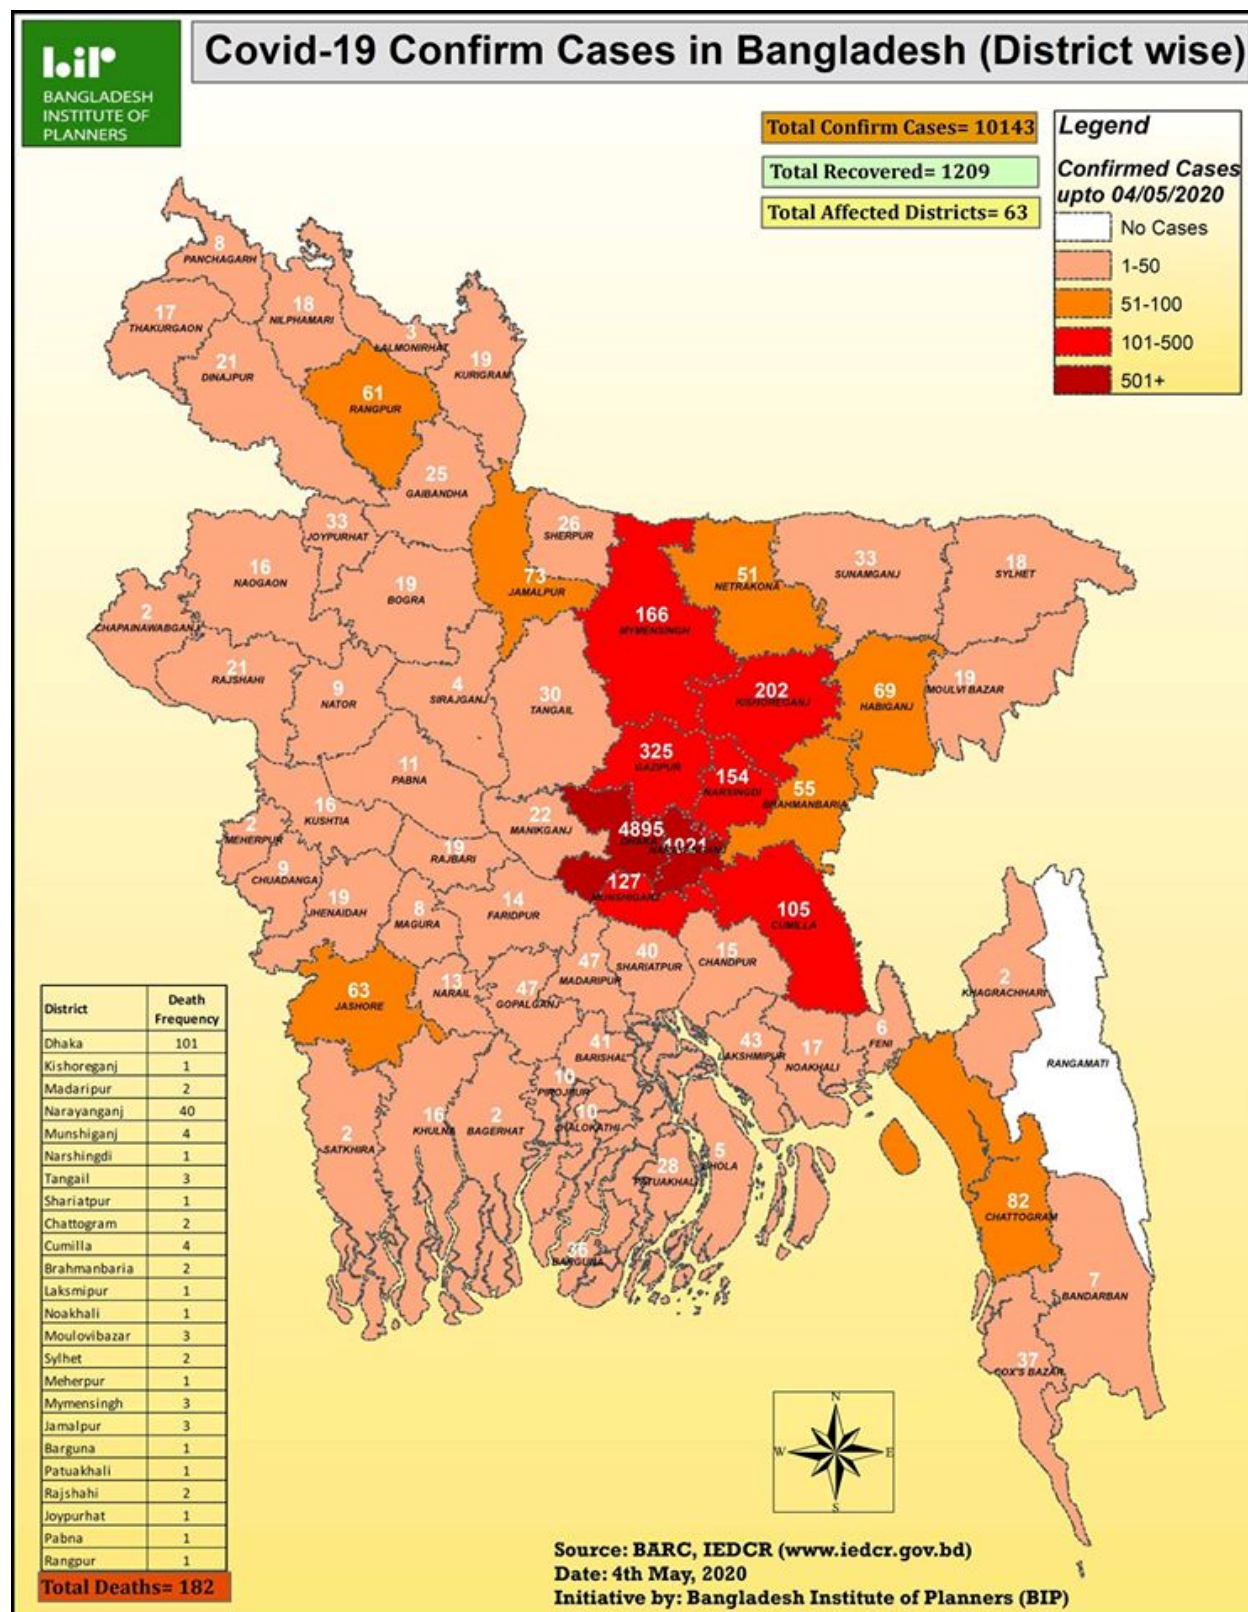 bip
BANGLADESH
INSTITUTE OF
PLANNERS
Covid-19 Confirm Cases in Bangladesh (District wise)
Total Confirm Cases= 10143
Total Recovered= 1209
Total Affected Districts= 63
Legend
Confirmed Cases
upto 04/05/2020
No Cases
1-50
51-100
101-500
501+
8
PANCHAGARH
17
THAKURGAON
18
NILPHAMARI
3
LALMONIRHAT
21
DINAJPUR
19
KURIGRAM
61
RANGPUR
25
GAIBANDHA
33
JOYPURHAT
26
SHERPUR
16
NAOGAON
19
BOGRA
73
JAMALPUR
51
NETRAKONA
33
SUNAMGANJ
18
SYLHET
2
CHAPAINAWABGANJ
166
MYMENSINGH
21
RAJSHAHI
9
NATOR
4
SIRAJGANJ
30
TANGAIL
202
KISHOREGANJ
69
HABIGANJ
19
MOULVI BAZAR
11
PABNA
325
GAZIPUR
154
NARSINGDI
55
BRAHMANBARIA
16
KUSHTIA
22
MANIKGANJ
4895
DHAKA
1021
2
MEHERPUR
19
RAJBARI
9
CHUADANGA
127
MUNSHIGANJ
19
JHENAIDAH
8
MAGURA
14
FARIDPUR
105
CUMILLA
40
SHARIATPUR
15
CHANDPUR
47
MADARIPUR
63
JASHORE
13
NARAIL
47
GOPALGANJ
2
KHAGRACHHARI
41
BARISHAL
43
LAKSHMIPUR
17
NOAKHALI
6
FENI
RANGAMATI
10
PIROJPUR
10
JHALOKATHI
2
SATKHIRA
16
KHULNA
2
BAGERHAT
28
PATUAKHALI
5
BHOLA
82
CHATTOGRAM
36
BARGUNA
7
BANDARBAN
37
COX'S BAZAR
District Death Frequency
Dhaka 101
Kishoreganj 1
Madaripur 2
Narayanganj 40
Munshiganj 4
Narshingdi 1
Tangail 3
Shariatpur 1
Chattogram 2
Cumilla 4
Brahmanbaria 2
Laksmipur 1
Noakhali 1
Moulovibazar 3
Sylhet 2
Meherpur 1
Mymensingh 3
Jamalpur 3
Barguna 1
Patuakhali 1
Rajshahi 2
Joypurhat 1
Pabna 1
Rangpur 1
Total Deaths= 182
N
W E
S
Source: BARC, IEDCR (www.iedcr.gov.bd)
Date: 4th May, 2020
Initiative by: Bangladesh Institute of Planners (BIP)